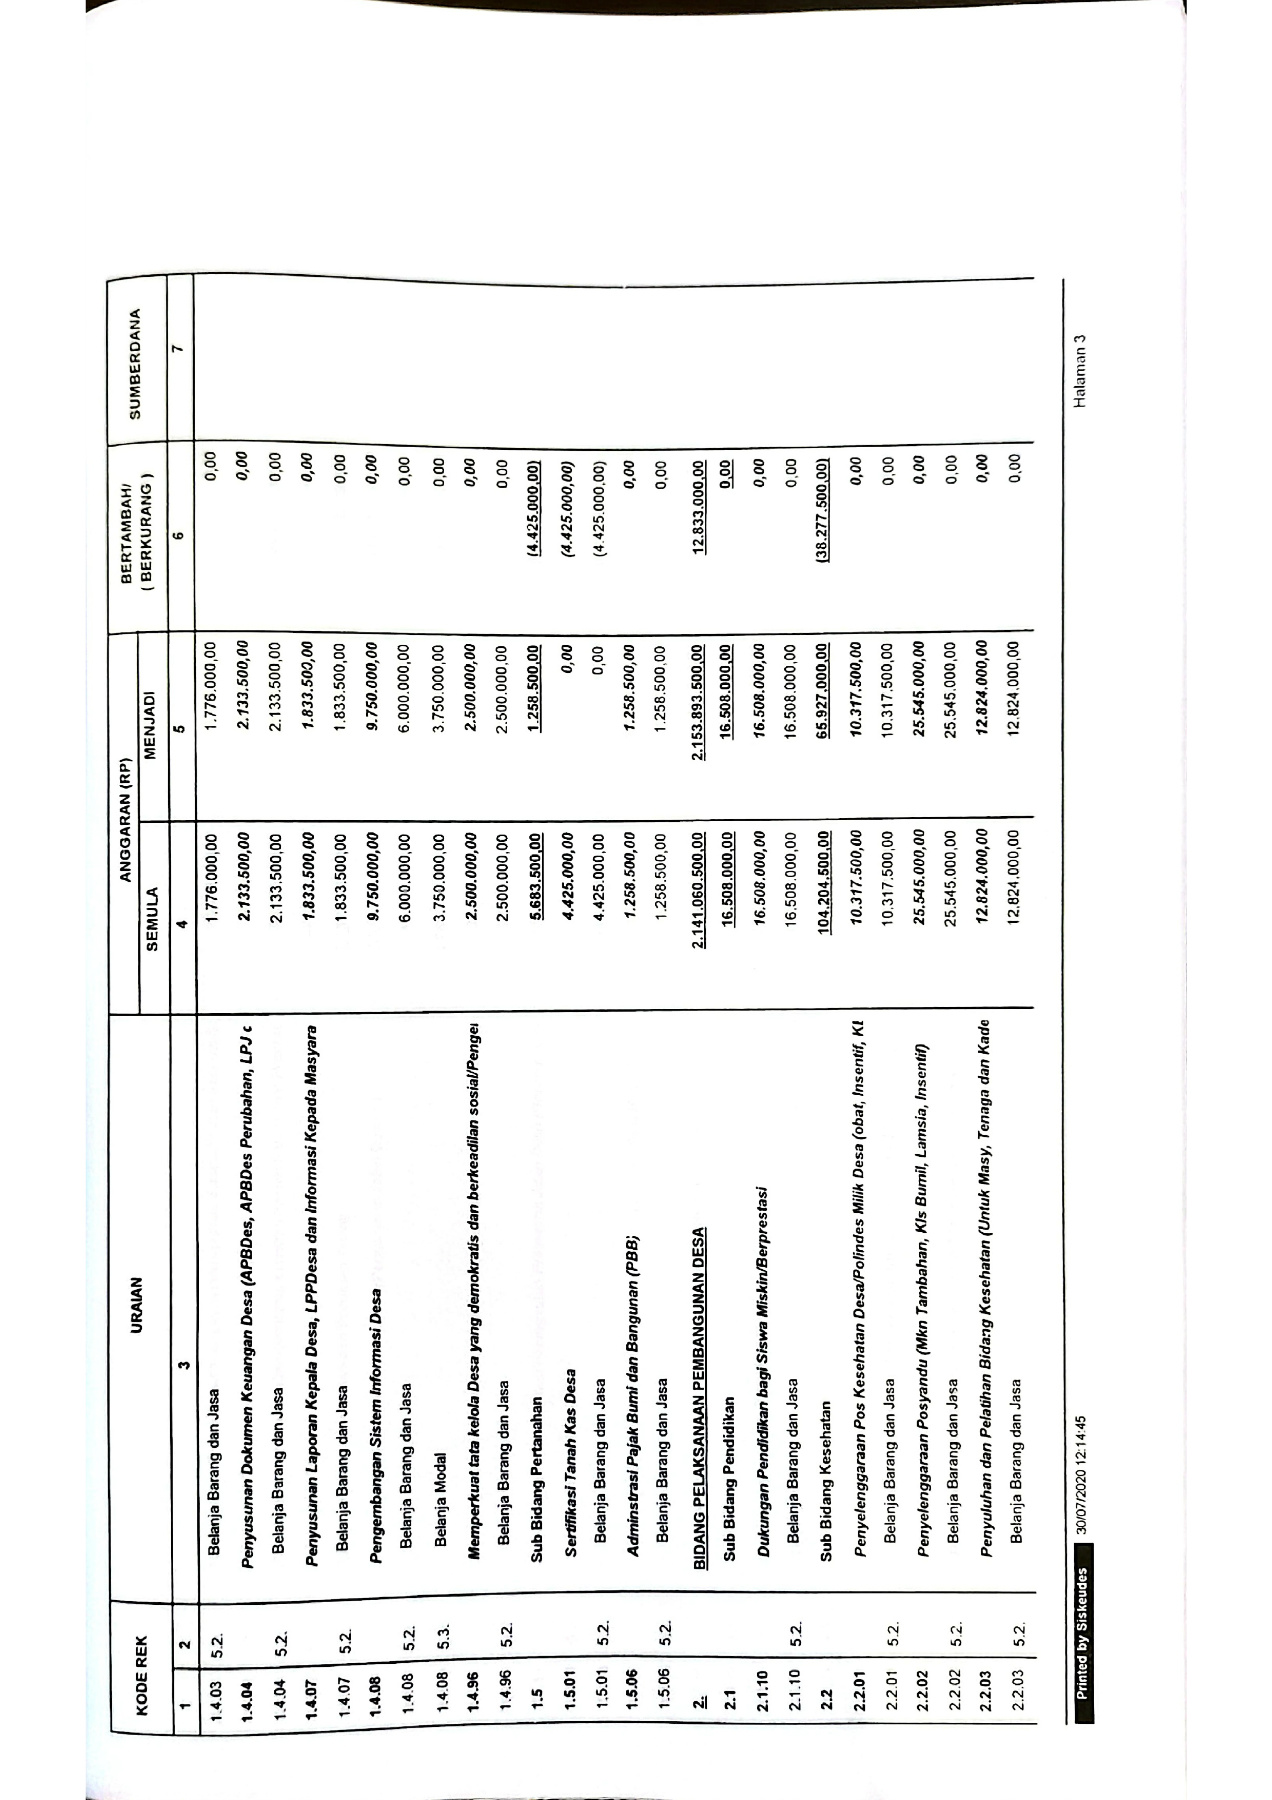 KODE REK URAIAN ANGGARAN (RP) BERTAMBAH/ ( BERKURANG ) SUMBERDANA
SEMULA MENJADI
1 2 3 4 5 6 7
1.4.03 5.2. Belanja Barang dan Jasa 1.776.000,00 1.776.000,00 0,00
1.4.04 Penyusunan Dokumen Keuangan Desa (APBDes, APBDes Perubahan, LPJ c 2.133.500,00 2.133.500,00 0,00
1.4.04 5.2. Belanja Barang dan Jasa 2.133.500,00 2.133.500,00 0,00
1.4.07 Penyusunan Laporan Kepala Desa, LPPDesa dan Informasi Kepada Masyara 1.833.500,00 1.833.500,00 0,00
1.4.07 5.2. Belanja Barang dan Jasa 1.833.500,00 1.833.500,00 0,00
1.4.08 Pengembangan Sistem Informasi Desa 9.750.000,00 9.750.000,00 0,00
1.4.08 5.2. Belanja Barang dan Jasa 6.000.000,00 6.000.000,00 0,00
1.4.08 5.3. Belanja Modal 3.750.000,00 3.750.000,00 0,00
1.4.96 Memperkuat tata kelola Desa yang demokratis dan berkeadilan sosial/Penger 2.500.000,00 2.500.000,00 0,00
1.4.96 5.2. Belanja Barang dan Jasa 2.500.000,00 2.500.000,00 0,00
1.5 Sub Bidang Pertanahan 5.683.500,00 1.258.500,00 (4.425.000,00)
1.5.01 Sertifikasi Tanah Kas Desa 4.425.000,00 0,00 (4.425.000,00)
1.5.01 5.2. Belanja Barang dan Jasa 4.425.000,00 0,00 (4.425.000,00)
1.5.06 Adminstrasi Pajak Bumi dan Bangunan (PBB; 1.258.500,00 1.258.500,00 0,00
1.5.06 5.2. Belanja Barang dan Jasa 1.258.500,00 1.258.500,00 0,00
2. BIDANG PELAKSANAAN PEMBANGUNAN DESA 2.141.060.500,00 2.153.893.500,00 12.833.000,00
2.1 Sub Bidang Pendidikan 16.508.000,00 16.508.000,00 0,00
2.1.10 Dukungan Pendidikan bagi Siswa Miskin/Berprestasi 16.508.000,00 16.508.000,00 0,00
2.1.10 5.2. Belanja Barang dan Jasa 16.508.000,00 16.508.000,00 0,00
2.2 Sub Bidang Kesehatan 104.204.500,00 65.927.000,00 (38.277.500,00)
2.2.01 Penyelenggaraan Pos Kesehatan Desa/Polindes Milik Desa (obat, Insentif, KI 10.317.500,00 10.317.500,00 0,00
2.2.01 5.2. Belanja Barang dan Jasa 10.317.500,00 10.317.500,00 0,00
2.2.02 Penyelenggaraan Posyandu (Mkn Tambahan, Kls Bumil, Lamsia, Insentif) 25.545.000,00 25.545.000,00 0,00
2.2.02 5.2. Belanja Barang dan Jasa 25.545.000,00 25.545.000,00 0,00
2.2.03 Penyuluhan dan Pelatihan Bidang Kesehatan (Untuk Masy, Tenaga dan Kade 12.824.000,00 12.824.000,00 0,00
2.2.03 5.2. Belanja Barang dan Jasa 12.824.000,00 12.824.000,00 0,00
Printed by Siskeudes 30/07/2020 12:14:45 Halaman 3